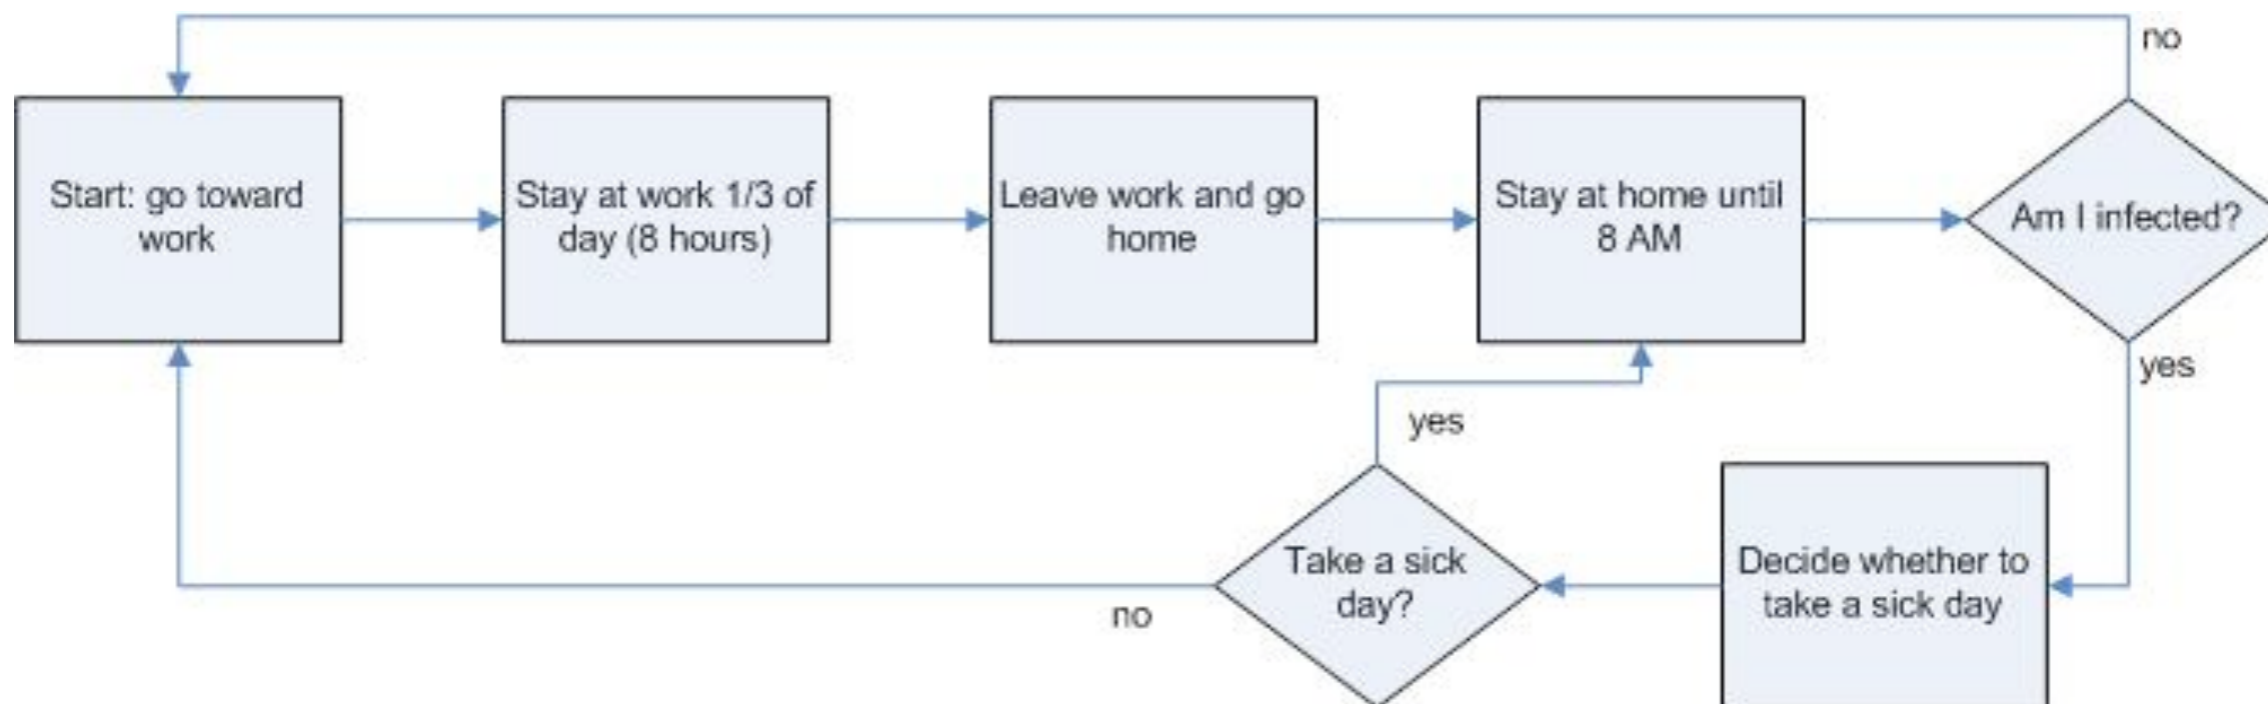 no
Start: go toward
work
Stay at work 1/3 of
day (8 hours)
Leave work and go
home
Stay at home until
8 AM
Am I infected?
yes
yes
Take a sick
day?
Decide whether to
take a sick day
no